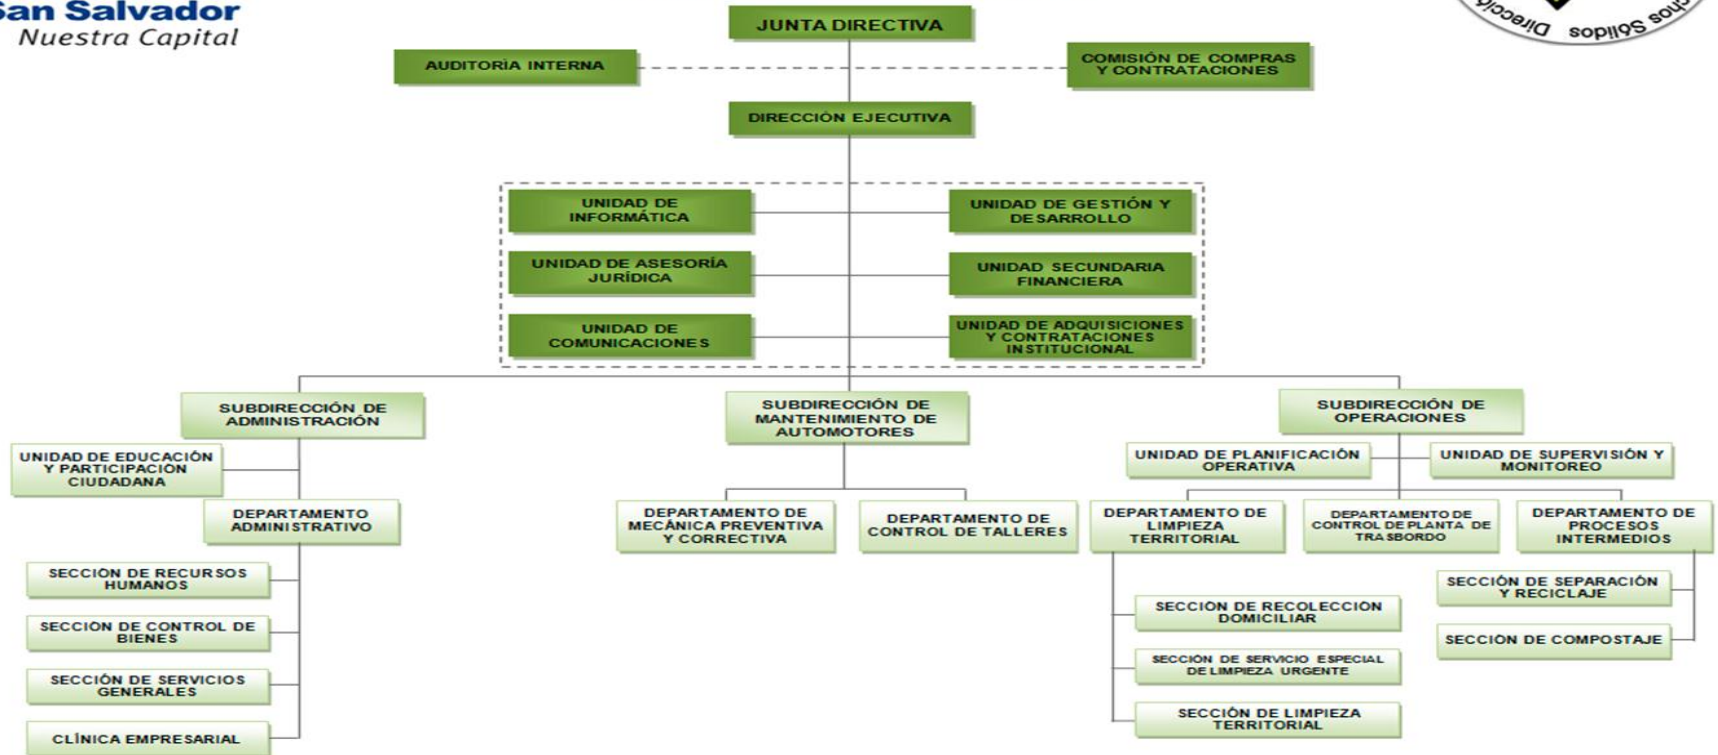 San Salvador
Nuestra Capital
chos Sólidos
JUNTA DIRECTIVA
AUDITORÍA INTERNA
COMISIÓN DE COMPRAS
Y CONTRATACIONES
DIRECCIÓN EJECUTIVA
UNIDAD DE
INFORMÁTICA
UNIDAD DE GESTIÓN Y
DESARROLLO
UNIDAD DE ASESORÍA
JURÍDICA
UNIDAD SECUNDARIA
FINANCIERA
UNIDAD DE
COMUNICACIONES
UNIDAD DE ADQUISICIONES
Y CONTRATACIONES
INSTITUCIONAL
SUBDIRECCIÓN DE
ADMINISTRACIÓN
UNIDAD DE EDUCACIÓN
Y PARTICIPACIÓN
CIUDADANA
DEPARTAMENTO
ADMINISTRATIVO
SECCIÓN DE RECURSOS
HUMANOS
SECCIÓN DE CONTROL DE
BIENES
SECCIÓN DE SERVICIOS
GENERALES
CLÍNICA EMPRESARIAL
SUBDIRECCIÓN DE
MANTENIMIENTO DE
AUTOMOTORES
DEPARTAMENTO DE
MECÁNICA PREVENTIVA
Y CORRECTIVA
DEPARTAMENTO DE
CONTROL DE TALLERES
SUBDIRECCIÓN DE
OPERACIONES
UNIDAD DE PLANIFICACIÓN
OPERATIVA
UNIDAD DE SUPERVISIÓN Y
MONITOREO
DEPARTAMENTO DE
LIMPIEZA
TERRITORIAL
DEPARTAMENTO DE
CONTROL DE PLANTA DE
TRASBORDO
DEPARTAMENTO DE
PROCESOS
INTERMEDIOS
SECCIÓN DE RECOLECCIÓN
DOMICILIAR
SECCIÓN DE SERVICIO ESPECIAL
DE LIMPIEZA URGENTE
SECCIÓN DE LIMPIEZA
TERRITORIAL
SECCIÓN DE SEPARACIÓN
Y RECICLAJE
SECCIÓN DE COMPOSTAJE